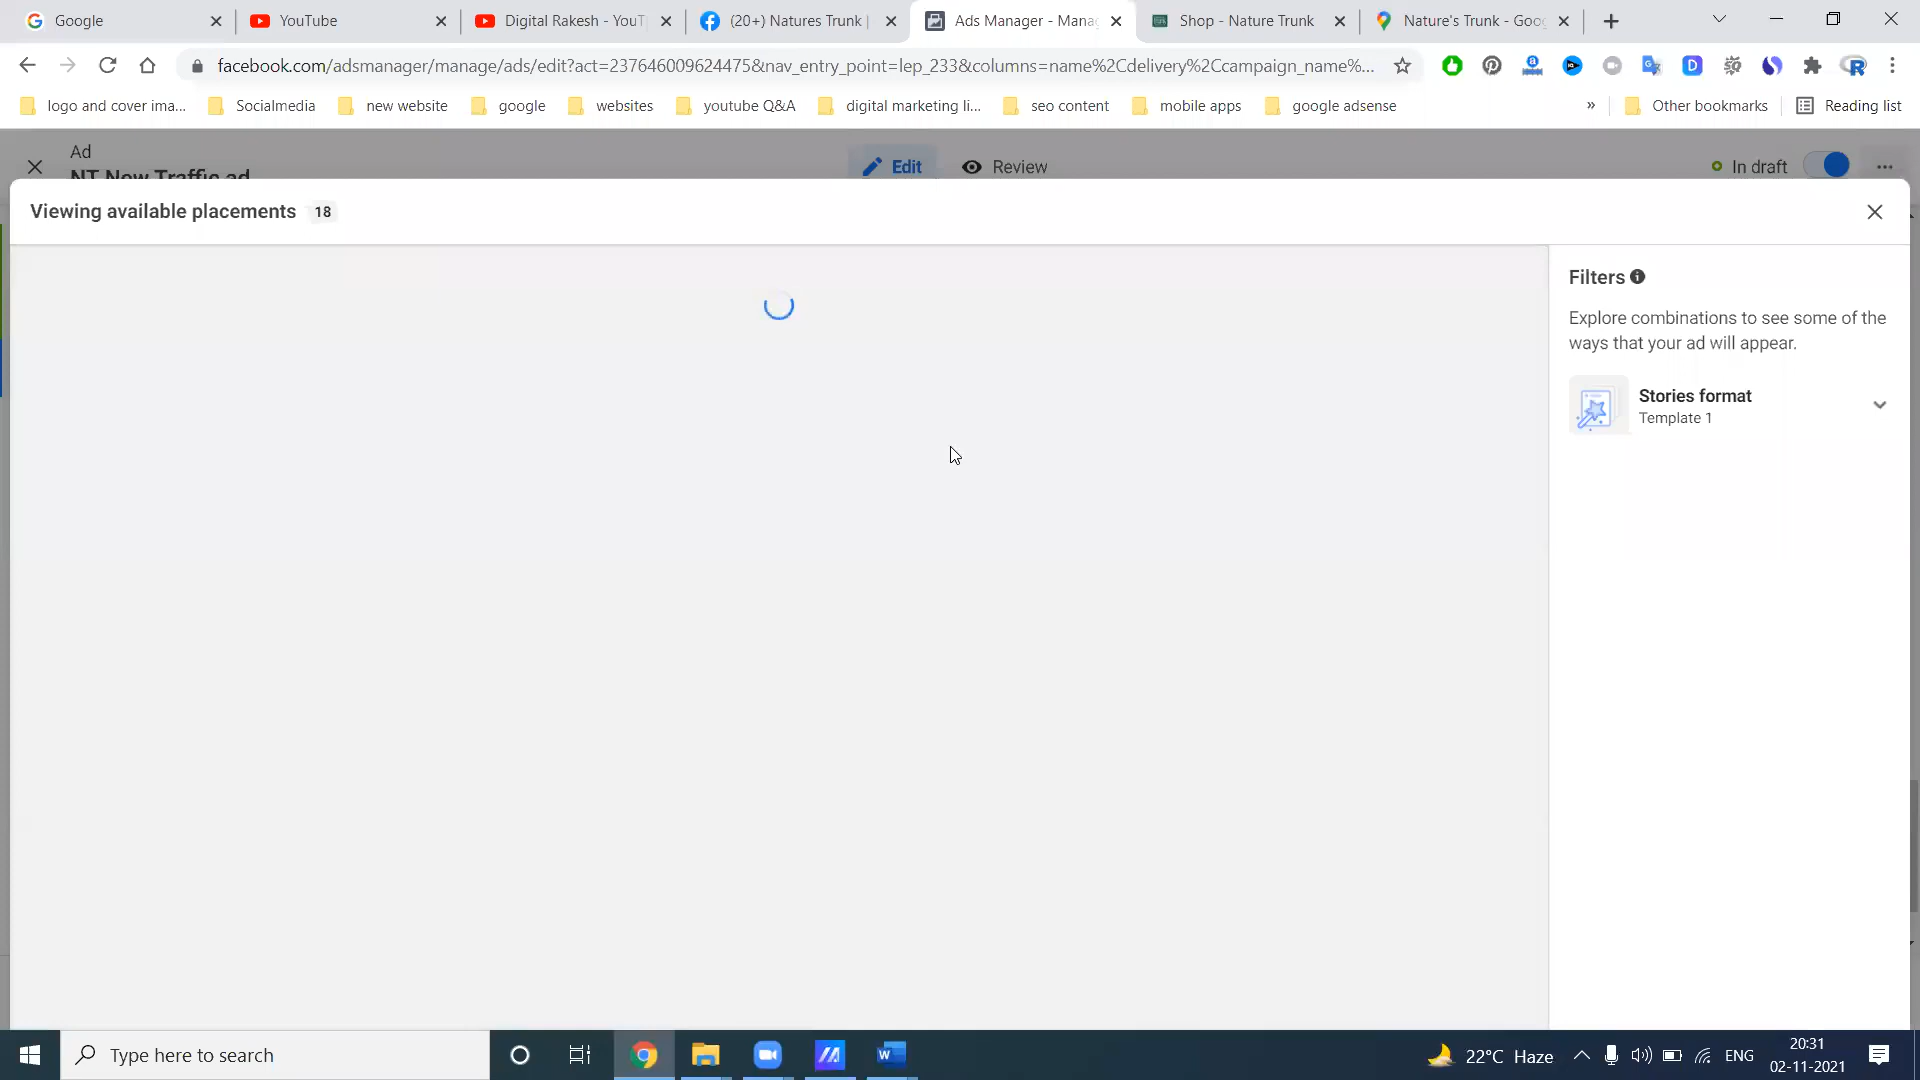 Google
YouTube
Digital Rakesh - YouT
(20+) Natures Trunk |
Ads Manager - Mana
Shop - Nature Trunk
Nature's Trunk - Goo
facebook.com/adsmanager/manage/ads/edit?act=237646009624475&nav_entry_point=lep_233&columns=name%2Cdelivery%2Ccampaign_name%...
logo and cover ima...
Socialmedia
new website
google
websites
youtube Q&A
digital marketing li...
seo content
mobile apps
google adsense
»
Other bookmarks
Reading list
Ad
NT New Traffic ad
Edit
Review
In draft
Viewing available placements 18
Filters
Explore combinations to see some of the
ways that your ad will appear.
Stories format
Template 1
Type here to search
22°C Haze
ENG
20:31
02-11-2021